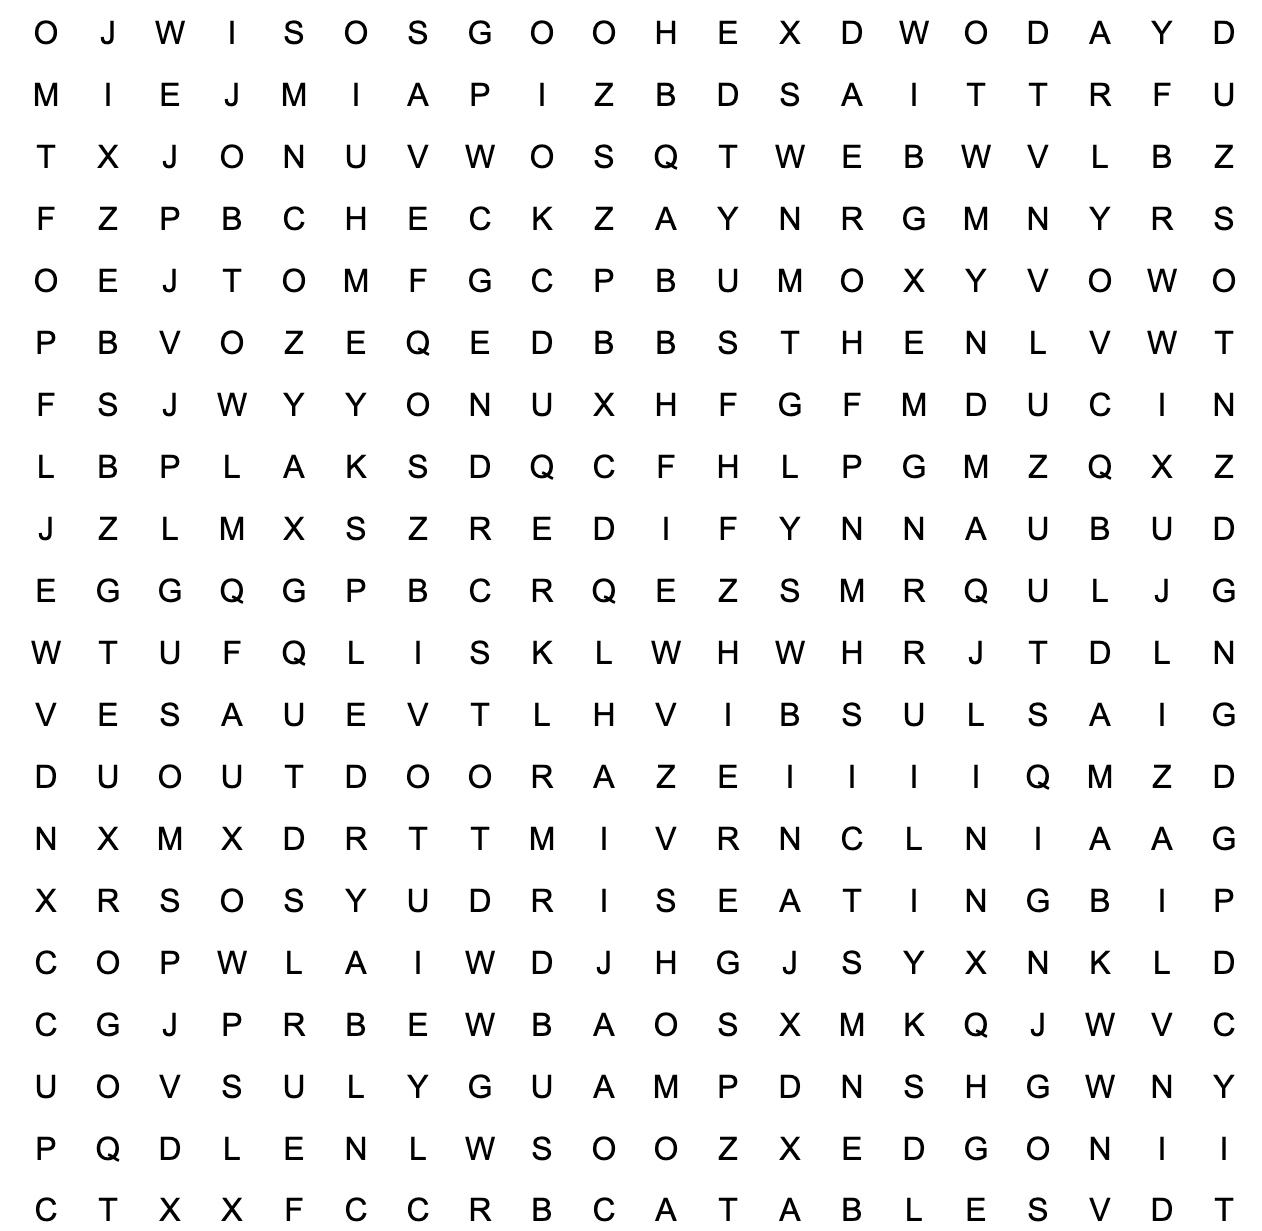 O J W I S O S G O O H E X D W O D A Y D
M I E J M I A P I Z B D S A I T T R F U
T X J O N U V W O S Q T W E B W V L B Z
F Z P B C H E C K Z A Y N R G M N Y R S
O E J T O M F G C P B U M O X Y V O W O
P B V O Z E Q E D B B S T H E N L V W T
F S J W Y Y O N U X H F G F M D U C I N
L B P L A K S D Q C F H L P G M Z Q X Z
J Z L M X S Z R E D I F Y N N A U B U D
E G G Q G P B C R Q E Z S M R Q U L J G
W T U F Q L I S K L W H W H R J T D L N
V E S A U E V T L H V I B S U L S A I G
D U O U T D O O R A Z E I I I I Q M Z D
N X M X D R T T M I V R N C L N I A A G
X R S O S Y U D R I S E A T I N G B I P
C O P W L A I W D J H G J S Y X N K L D
C G J P R B E W B A O S X M K Q J W V C
U O V S U L Y G U A M P D N S H G W N Y
P Q D L E N L W S O O Z X E D G O N I I
C T X X F C C R B C A T A B L E S V D T